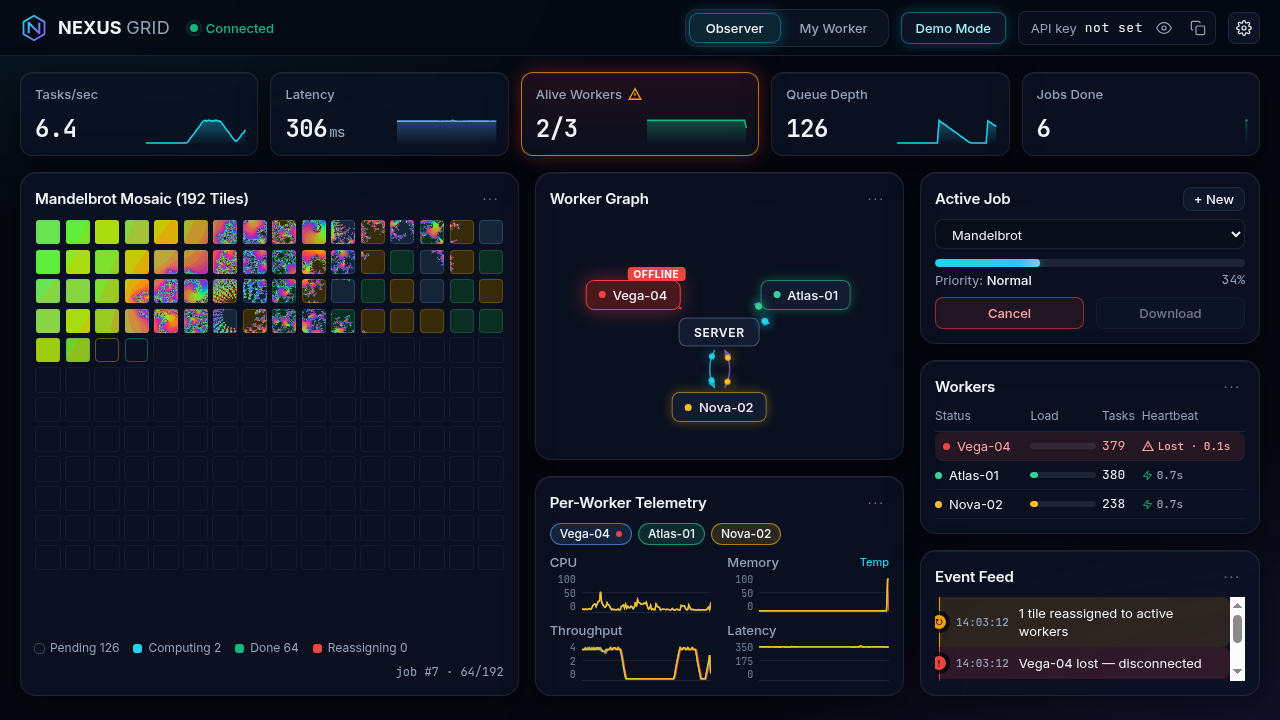 NEXUS GRID
Connected
Observer
My Worker
Demo Mode
API key not set
Tasks/sec
6.4
Latency
306ms
Alive Workers
2/3
Queue Depth
126
Jobs Done
6
Mandelbrot Mosaic (192 Tiles)
...
Pending 126
Computing 2
Done 64
Reassigning 0
job #7 · 64/192
Worker Graph
...
OFFLINE
Vega-04
Atlas-01
SERVER
Nova-02
Per-Worker Telemetry
...
Vega-04
Atlas-01
Nova-02
CPU
100
50
0
Memory
Temp
100
50
0
Throughput
4
2
0
Latency
350
175
0
Active Job
+ New
Mandelbrot
Priority: Normal
34%
Cancel
Download
Workers
...
Status Load Tasks Heartbeat
Vega-04 379 Lost · 0.1s
Atlas-01 380 0.7s
Nova-02 238 0.7s
Event Feed
...
14:03:12 1 tile reassigned to active
workers
14:03:12 Vega-04 lost — disconnected